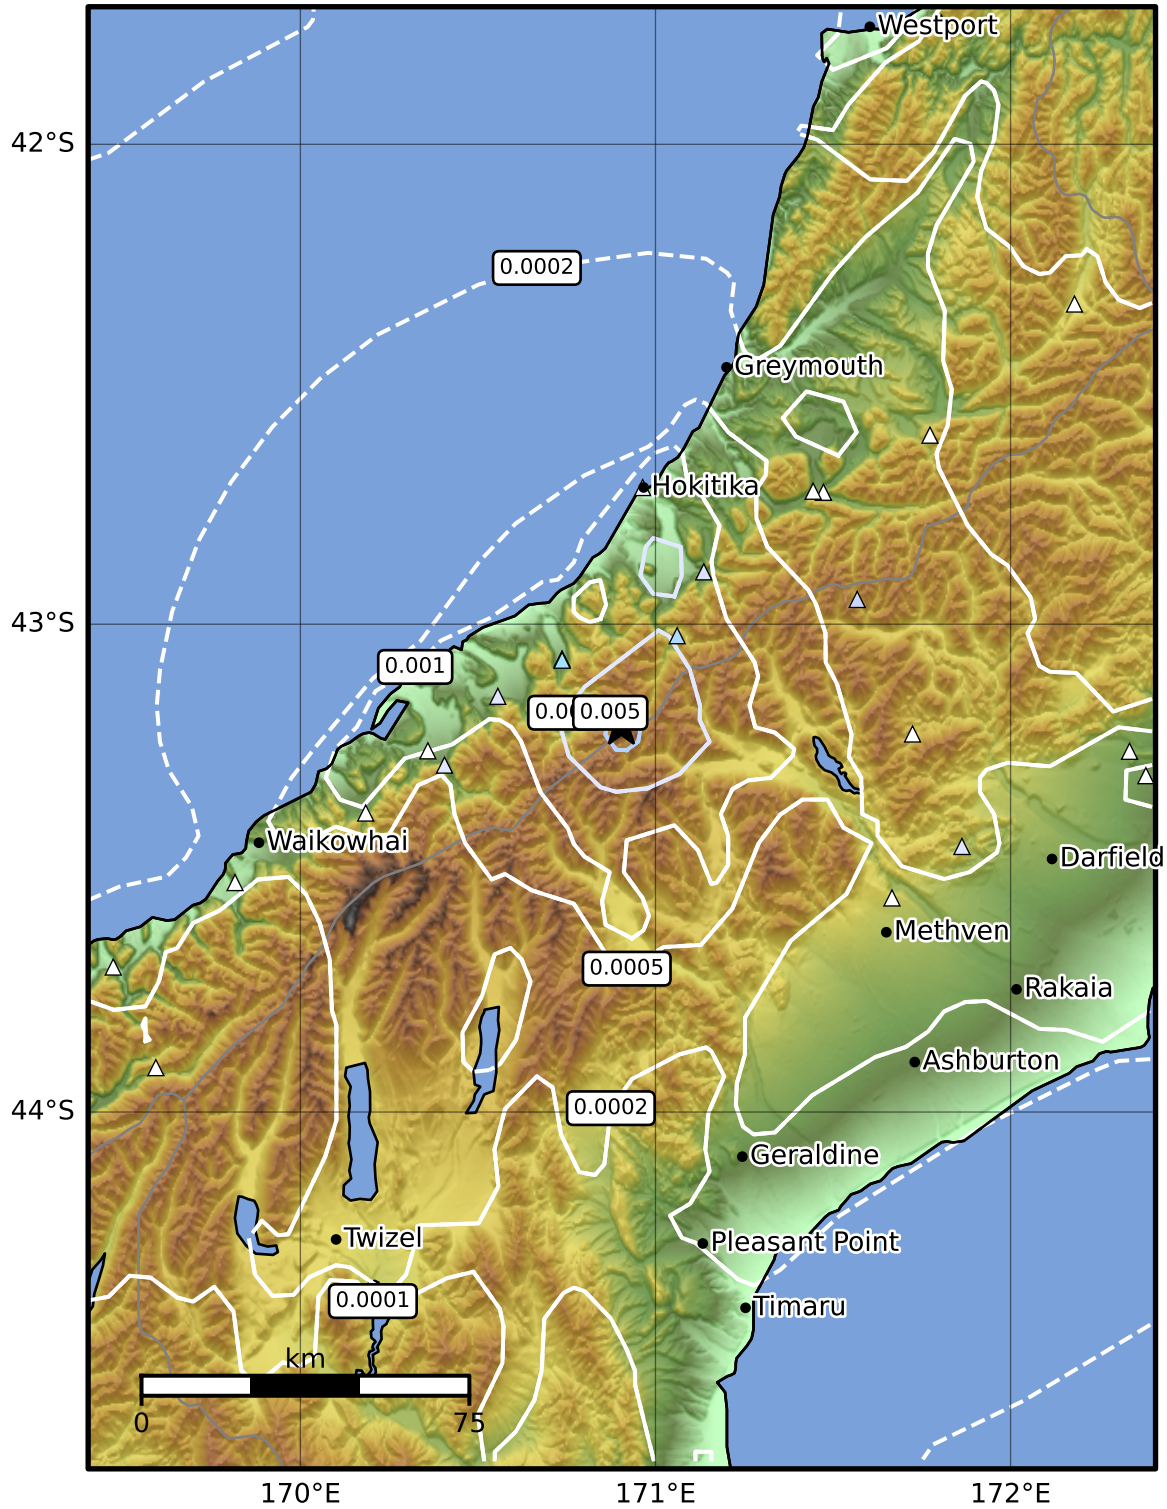 Westport
42°S
0.0002
Greymouth
Hokitika
43°S
0.001
0.005
Waikowhai
Darfield
Methven
0.0005
Rakaia
Ashburton
0.0002
44°S
Geraldine
Twizel
Pleasant Point
0.0001
Timaru
km
0
75
170°E
171°E
172°E